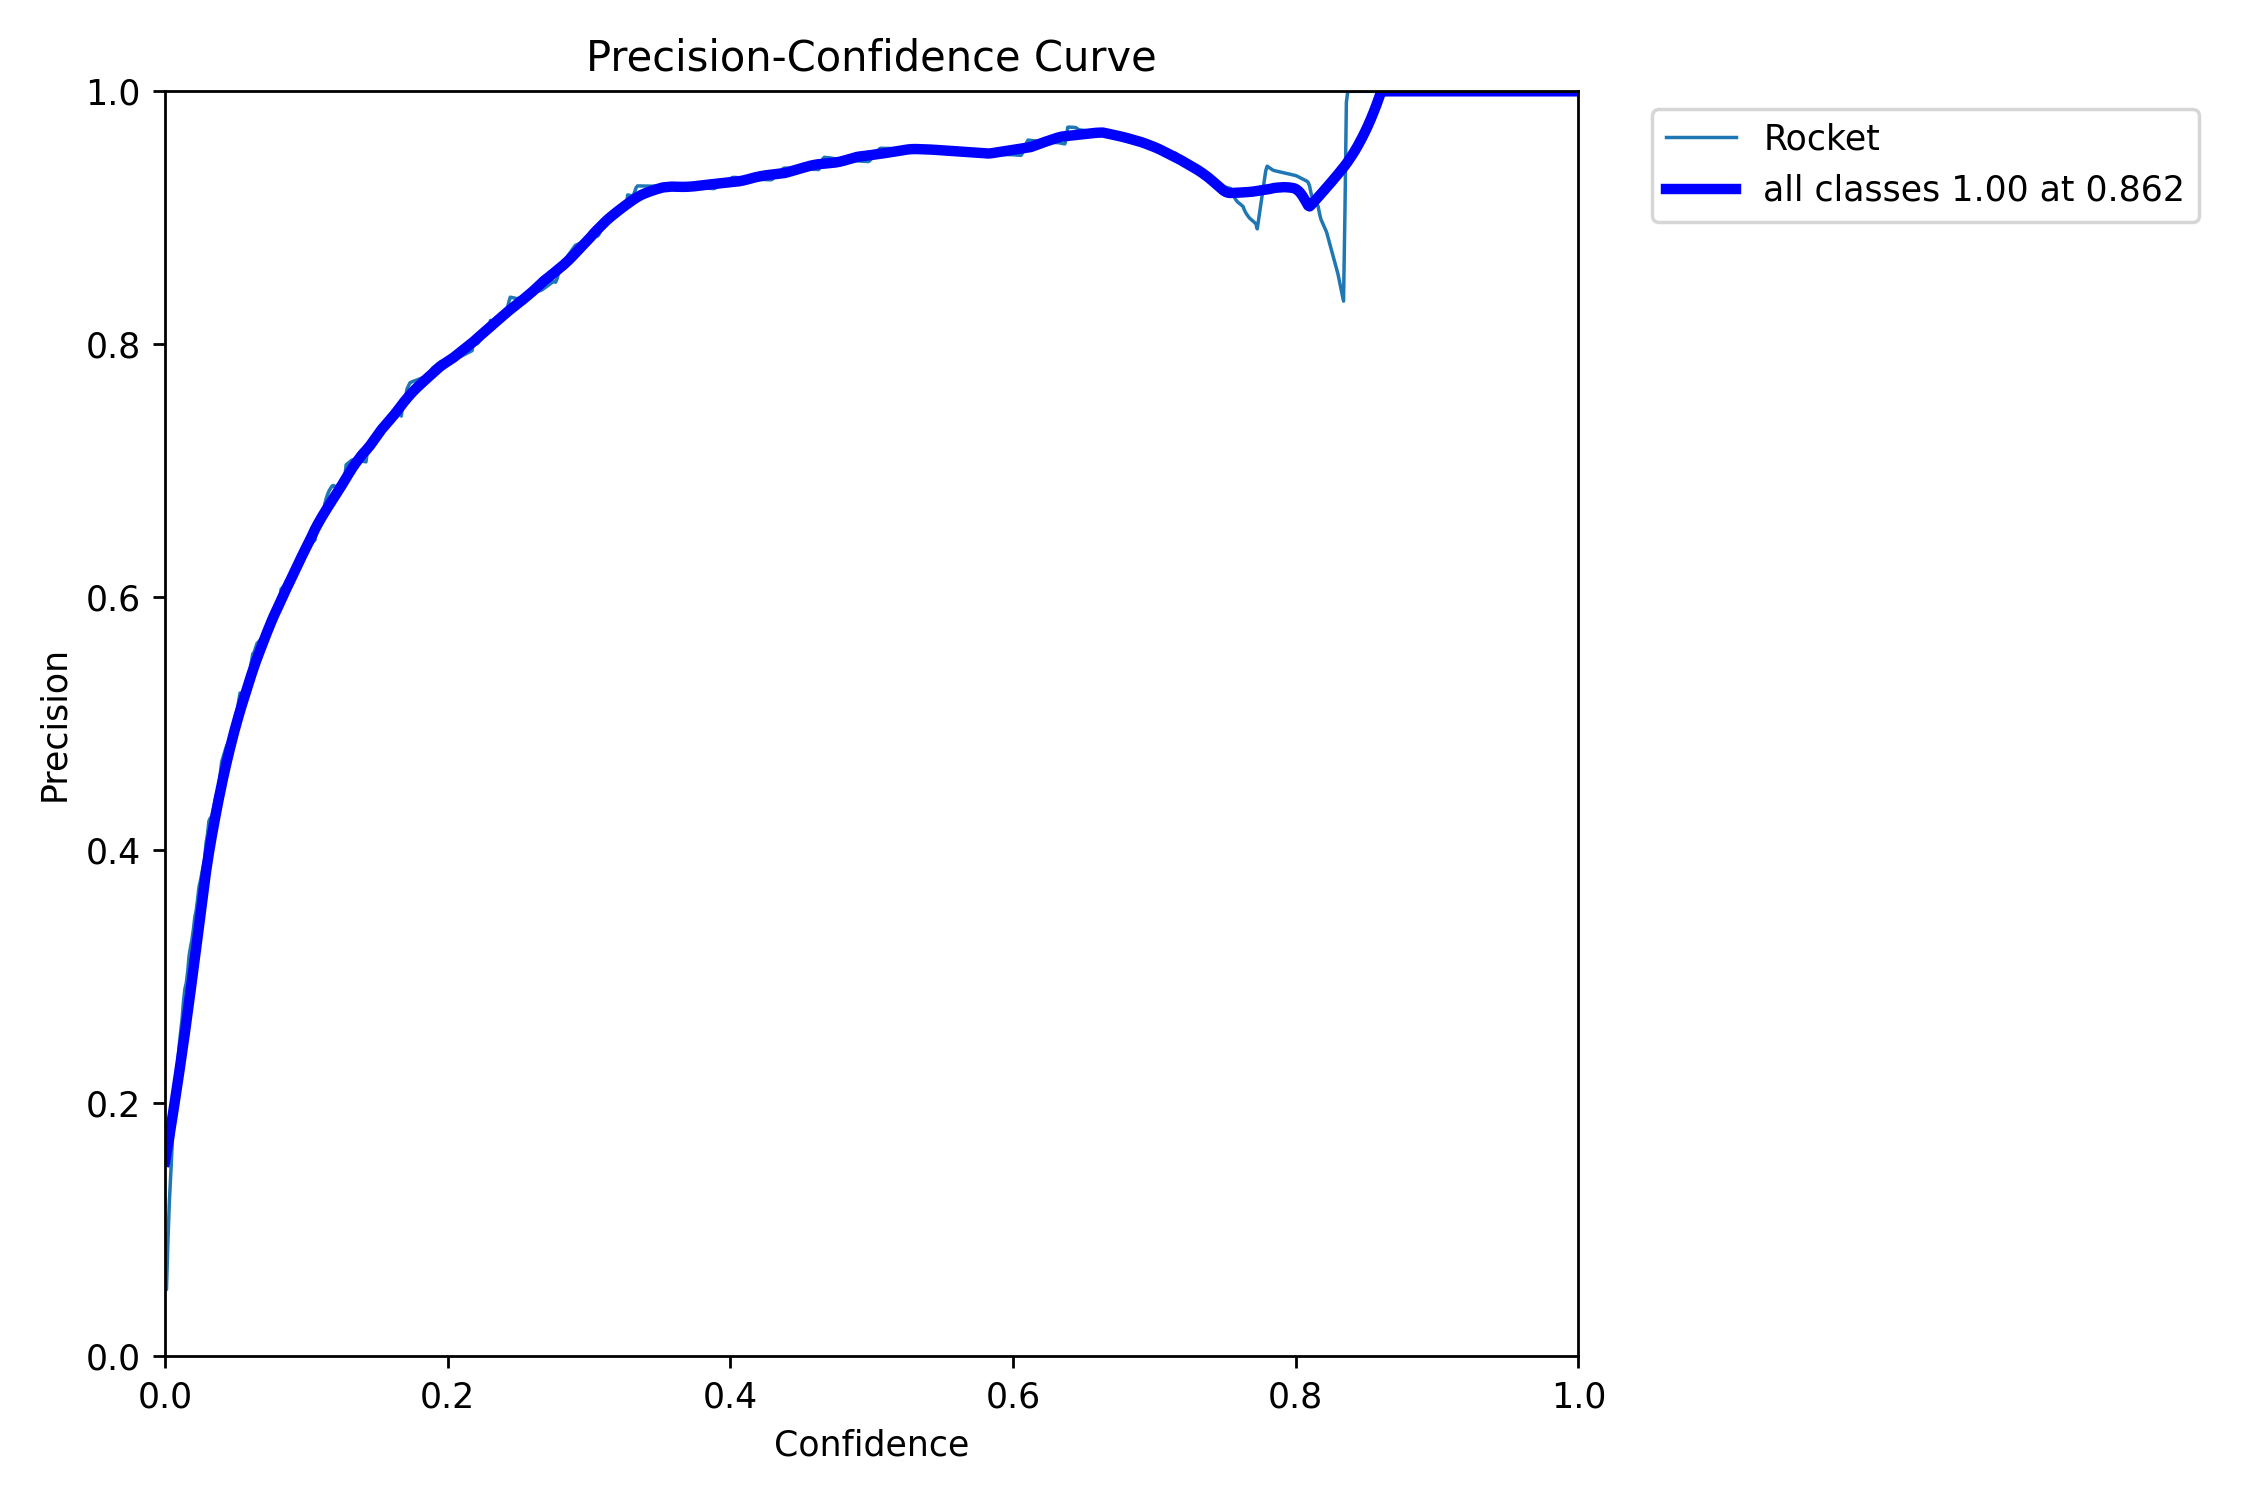 Precision-Confidence Curve
Rocket
all classes 1.00 at 0.862
Precision
1.0
0.8
0.6
0.4
0.2
0.0
0.0 0.2 0.4 0.6 0.8 1.0
Confidence